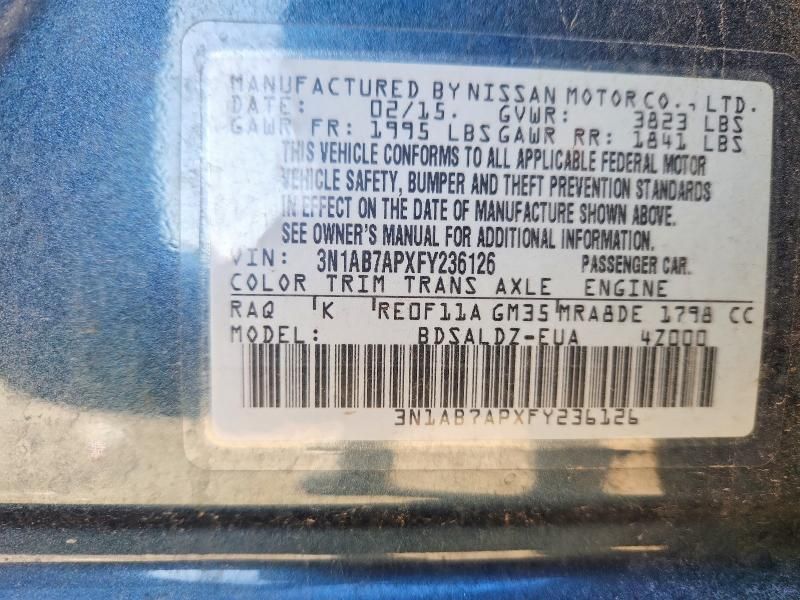 MANUFACTURED BY NISSAN MOTOR CO., LTD.
DATE: 02/15. GVWR: 3823 LBS
GAWR FR: 1995 LBS GAWR RR: 1841 LBS
THIS VEHICLE CONFORMS TO ALL APPLICABLE FEDERAL MOTOR
VEHICLE SAFETY, BUMPER AND THEFT PREVENTION STANDARDS
IN EFFECT ON THE DATE OF MANUFACTURE SHOWN ABOVE.
SEE OWNER'S MANUAL FOR ADDITIONAL INFORMATION.
VIN: 3N1AB7APXFY236126 PASSENGER CAR.
COLOR TRIM TRANS AXLE ENGINE
RAQ K RE0F11A GM35 MRA8DE 1798 CC
MODEL: BDSALDZ-EUA 4Z000
3N1AB7APXFY236126